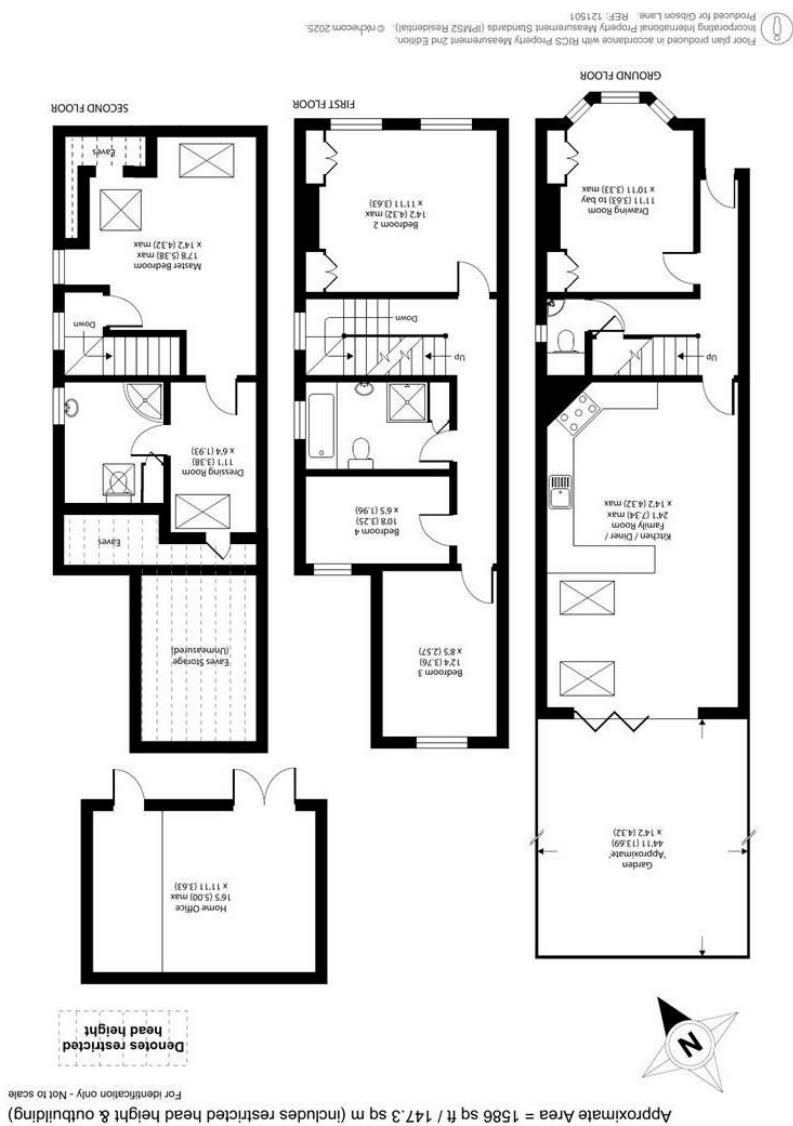 Approximate Area = 1586 sq ft / 147.3 sq m (includes restricted head height & outbuilding)
For identification only - Not to scale
Denotes restricted
head height
N
Home Office
16'5 (5.00) max
x 11'11 (3.63)
Garden
'Approximate'
44'11 (13.69)
x 14'2 (4.32)
Eaves Storage
(Unmeasured)
Bedroom 3
12'4 (3.76)
x 8'5 (2.57)
Kitchen / Diner /
Family Room
24'1 (7.34) max
x 14'2 (4.32) max
Eaves
Bedroom 4
10'8 (3.25)
x 6'5 (1.96)
Dressing Room
11'1 (3.38)
x 6'4 (1.93)
Down
Up
Up
Down
Master Bedroom
17'8 (5.38) max
x 14'2 (4.32) max
Bedroom 2
14'2 (4.32) max
x 11'11 (3.63)
Drawing Room
11'11 (3.63) to bay
x 10'11 (3.33) max
Eaves
GROUND FLOOR
FIRST FLOOR
SECOND FLOOR
Floor plan produced in accordance with RICS Property Measurement 2nd Edition,
Incorporating International Property Measurement Standards (IPMS2 Residential). © nichecom 2025.
Produced for Gibson Lane. REF: 121501